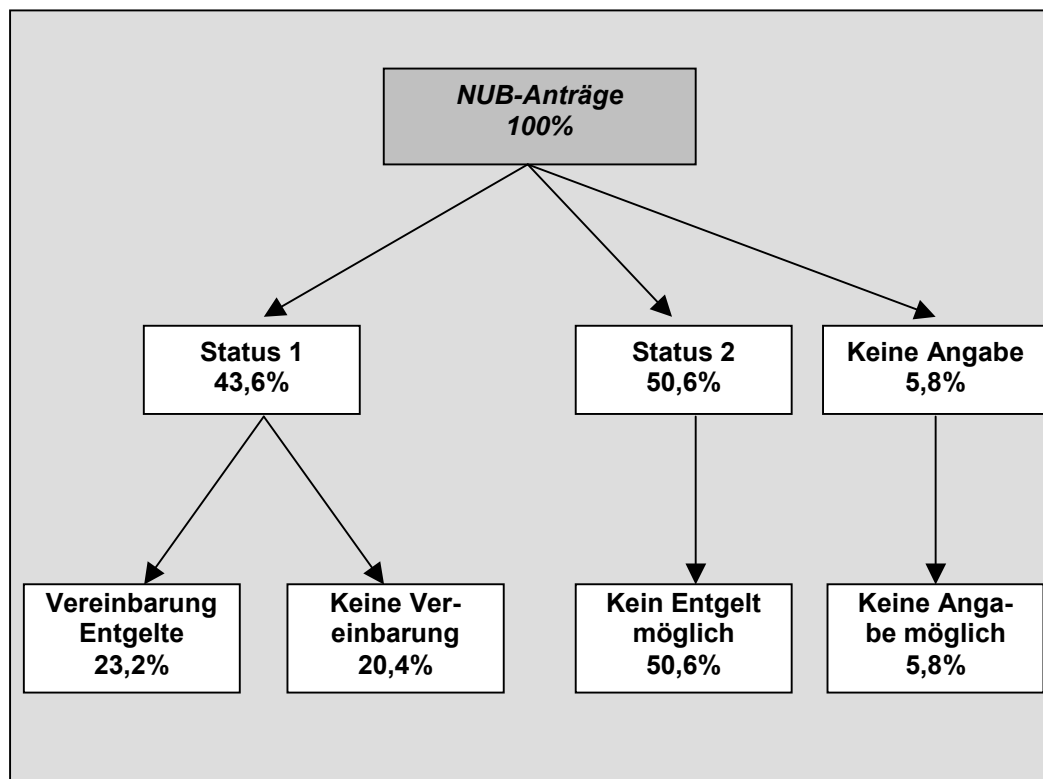 NUB-Anträge
100%
Status 1
43,6%
Status 2
50,6%
Keine Angabe
5,8%
Vereinbarung
Entgelte
23,2%
Keine Ver-
einbarung
20,4%
Kein Entgelt
möglich
50,6%
Keine Anga-
be möglich
5,8%